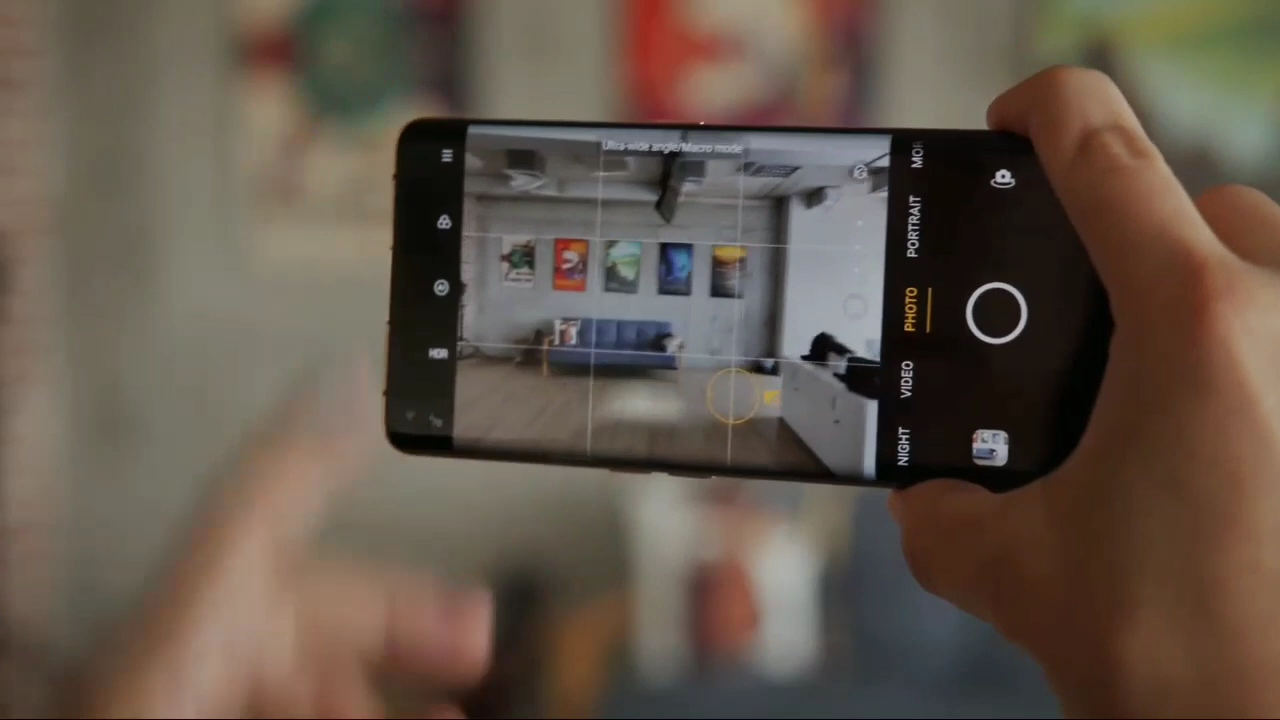 Ultra-wide angle/Macro mode
HDR
MOR
PORTRAIT
PHOTO
VIDEO
NIGHT